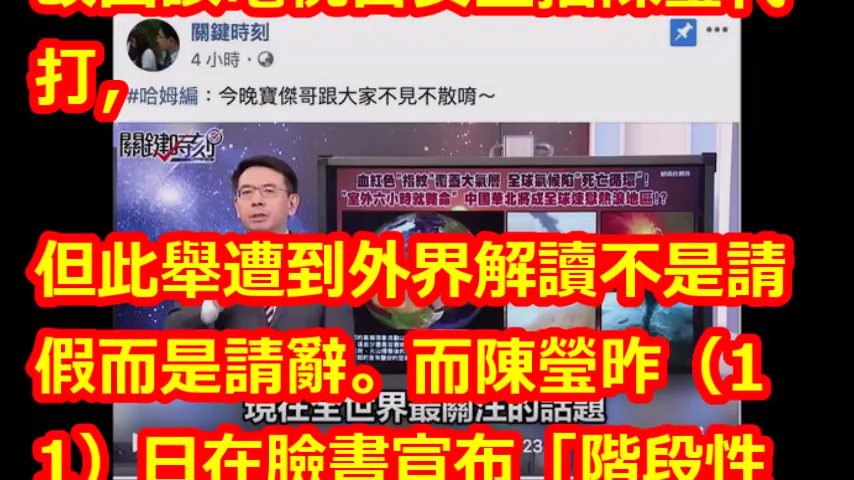 關鍵時刻
4 小時・
打,
#哈姆編：今晚寶傑哥跟大家不見不散唷～
關鍵時刻
血紅色"指紋"覆蓋大氣層 全球氣候陷"死亡循環"!
"室外六小時就斃命" 中國華北將成全球煉獄熱浪地區!?
但此舉遭到外界解讀不是請
假而是請辭。而陳瑩昨（1
現在全世界最關注的話題
1）日在臉書宣布「階段性